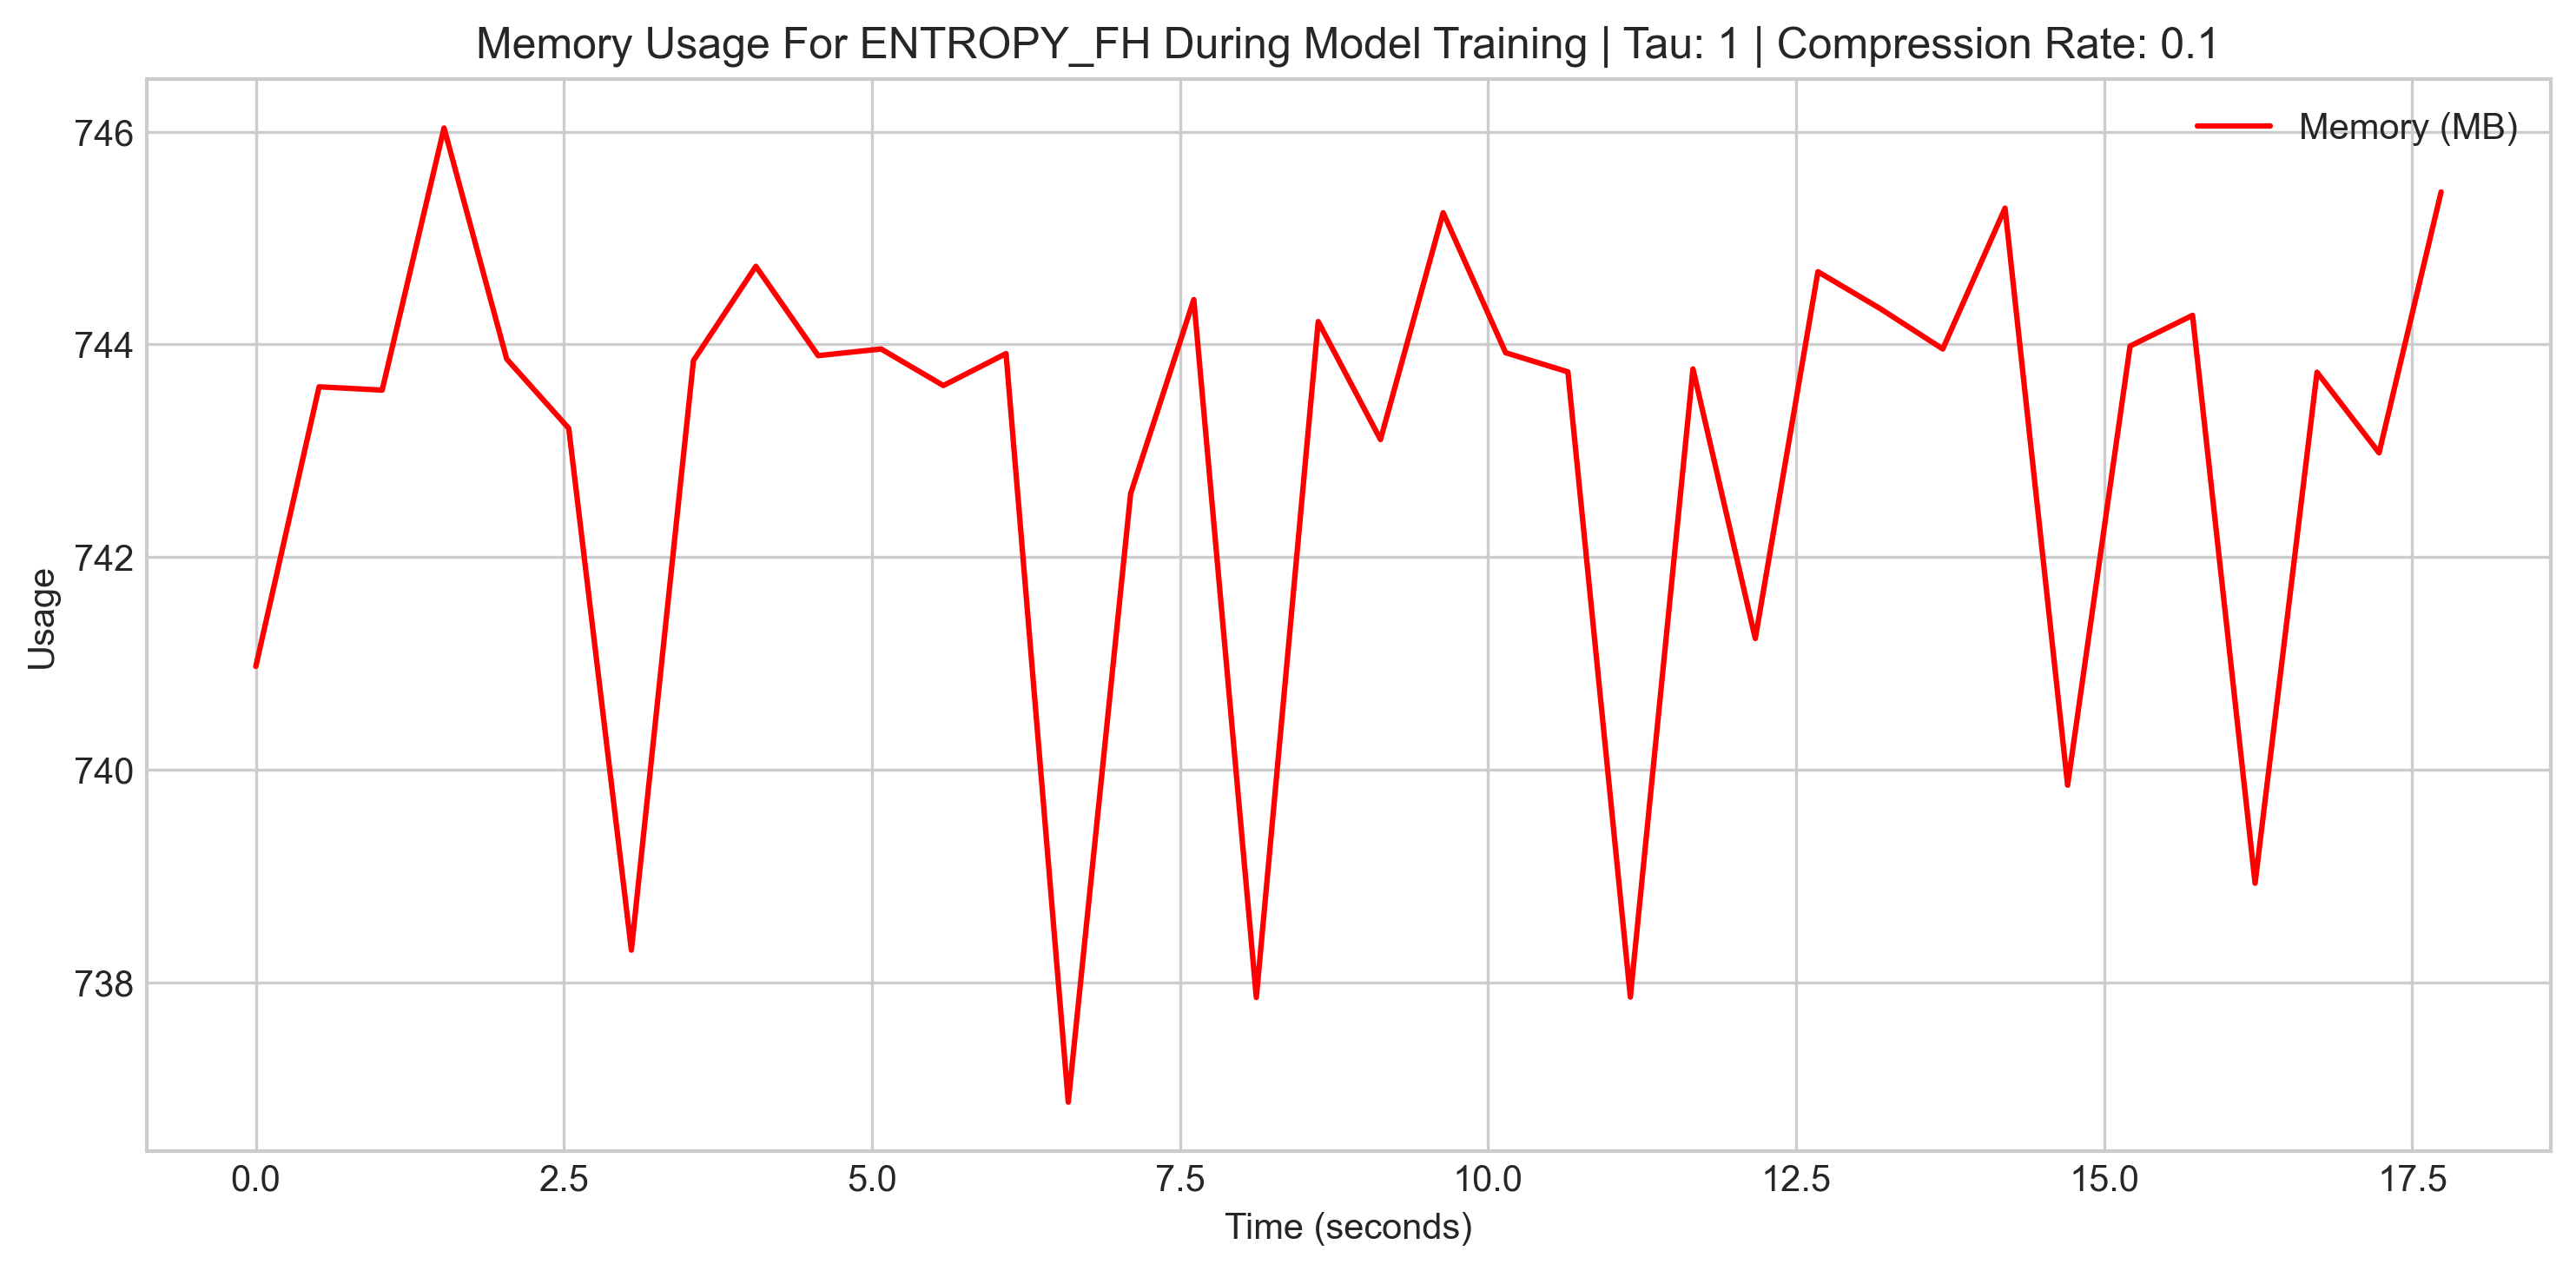 Memory Usage For ENTROPY_FH During Model Training | Tau: 1 | Compression Rate: 0.1
Memory (MB)
746
744
742
740
738
Usage
0.0 2.5 5.0 7.5 10.0 12.5 15.0 17.5
Time (seconds)